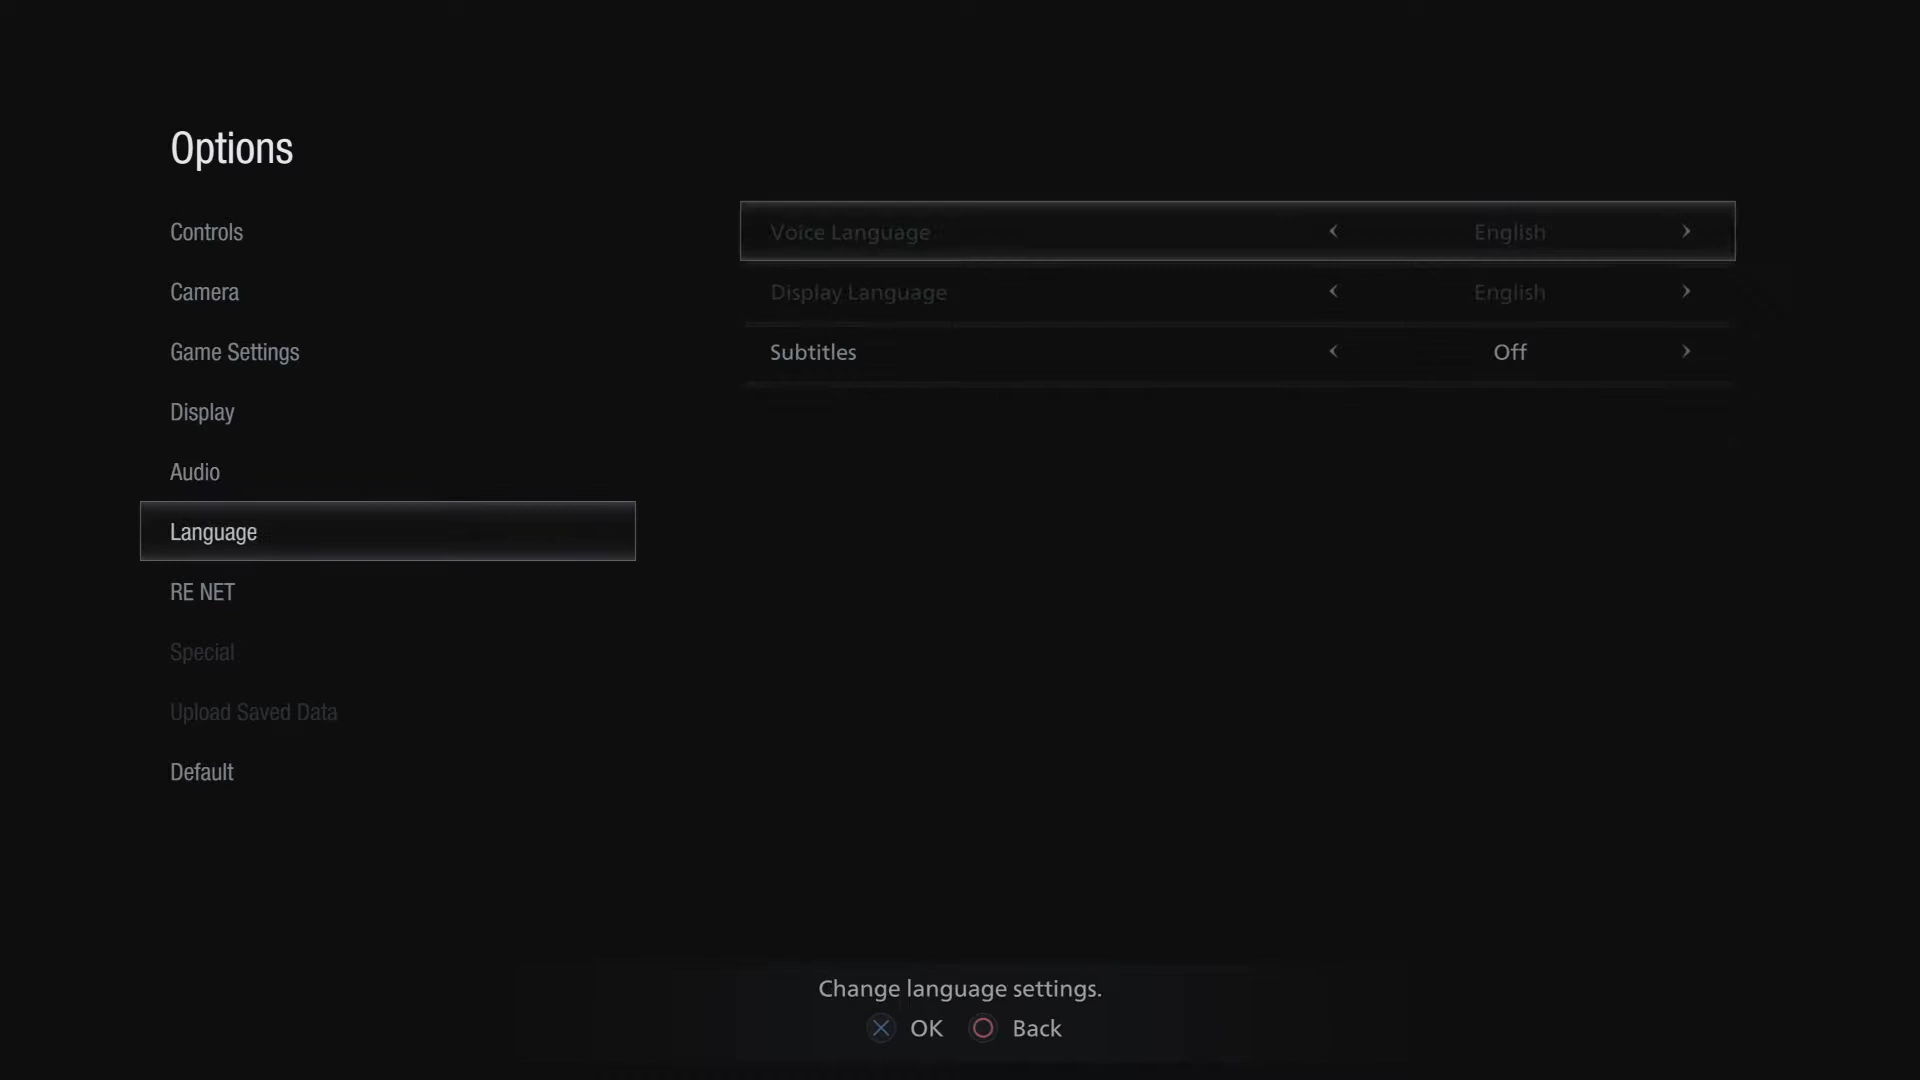 Options
Controls
Camera
Game Settings
Display
Audio
Language
RE NET
Special
Upload Saved Data
Default
Voice Language English
Display Language English
Subtitles Off
Change language settings.
OK Back